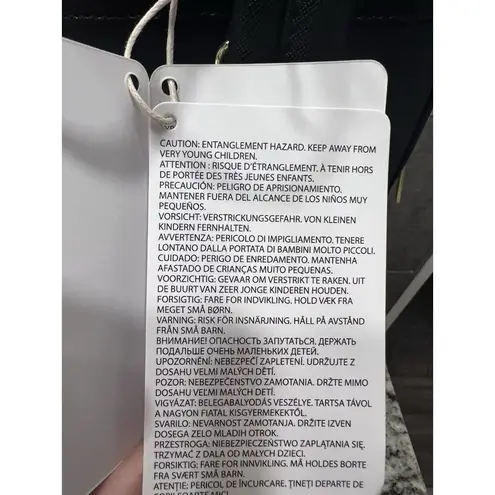 CAUTION: ENTANGLEMENT HAZARD. KEEP AWAY FROM
VERY YOUNG CHILDREN.
ATTENTION : RISQUE D'ÉTRANGLEMENT. À TENIR HORS
DE PORTÉE DES TRÈS JEUNES ENFANTS.
PRECAUCIÓN: PELIGRO DE APRISIONAMIENTO.
MANTENER FUERA DEL ALCANCE DE LOS NIÑOS MUY
PEQUEÑOS.
VORSICHT: VERSTRICKUNGSGEFAHR. VON KLEINEN
KINDERN FERNHALTEN.
AVVERTENZA: PERICOLO DI IMPIGLIAMENTO. TENERE
LONTANO DALLA PORTATA DI BAMBINI MOLTO PICCOLI.
CUIDADO: PERIGO DE ENREDAMENTO. MANTENHA
AFASTADO DE CRIANÇAS MUITO PEQUENAS.
VOORZICHTIG: GEVAAR OM VERSTRIKT TE RAKEN. UIT
DE BUURT VAN ZEER JONGE KINDEREN HOUDEN.
FORSIGTIG: FARE FOR INDVIKLING. HOLD VÆK FRA
MEGET SMÅ BØRN.
VARNING: RISK FÖR INSNÄRJNING. HÅLL PÅ AVSTÅND
FRÅN SMÅ BARN.
ВНИМАНИЕ! ОПАСНОСТЬ ЗАПУТАТЬСЯ. ДЕРЖАТЬ
ПОДАЛЬШЕ ОЧЕНЬ МАЛЕНЬКИХ ДЕТЕЙ.
UPOZORNĚNÍ: NEBEZPEČÍ ZAPLETENÍ. UDRŽUJTE Z
DOSAHU VELMI MALÝCH DĚTÍ.
POZOR: NEBEZPEČENSTVO ZAMOTANIA. DRŽTE MIMO
DOSAHU VEĽMI MALÝCH DETÍ.
VIGYÁZAT: BELEGABALYODÁS VESZÉLYE. TARTSA TÁVOL
A NAGYON FIATAL KISGYERMEKEKTŐL.
SVARILO: NEVARNOST ZAMOTANJA. DRŽITE IZVEN
DOSEGA ZELO MLADIH OTROK.
PRZESTROGA: NIEBEZPIECZEŃSTWO ZAPLĄTANIA SIĘ.
TRZYMAĆ Z DALA OD MAŁYCH DZIECI.
FORSIKTIG: FARE FOR INNVIKLING. MÅ HOLDES BORTE
FRA SVÆRT SMÅ BARN.
ATENȚIE: PERICOL DE ÎNCURCARE. ȚINEȚI DEPARTE DE
COPII FOARTE MICI.